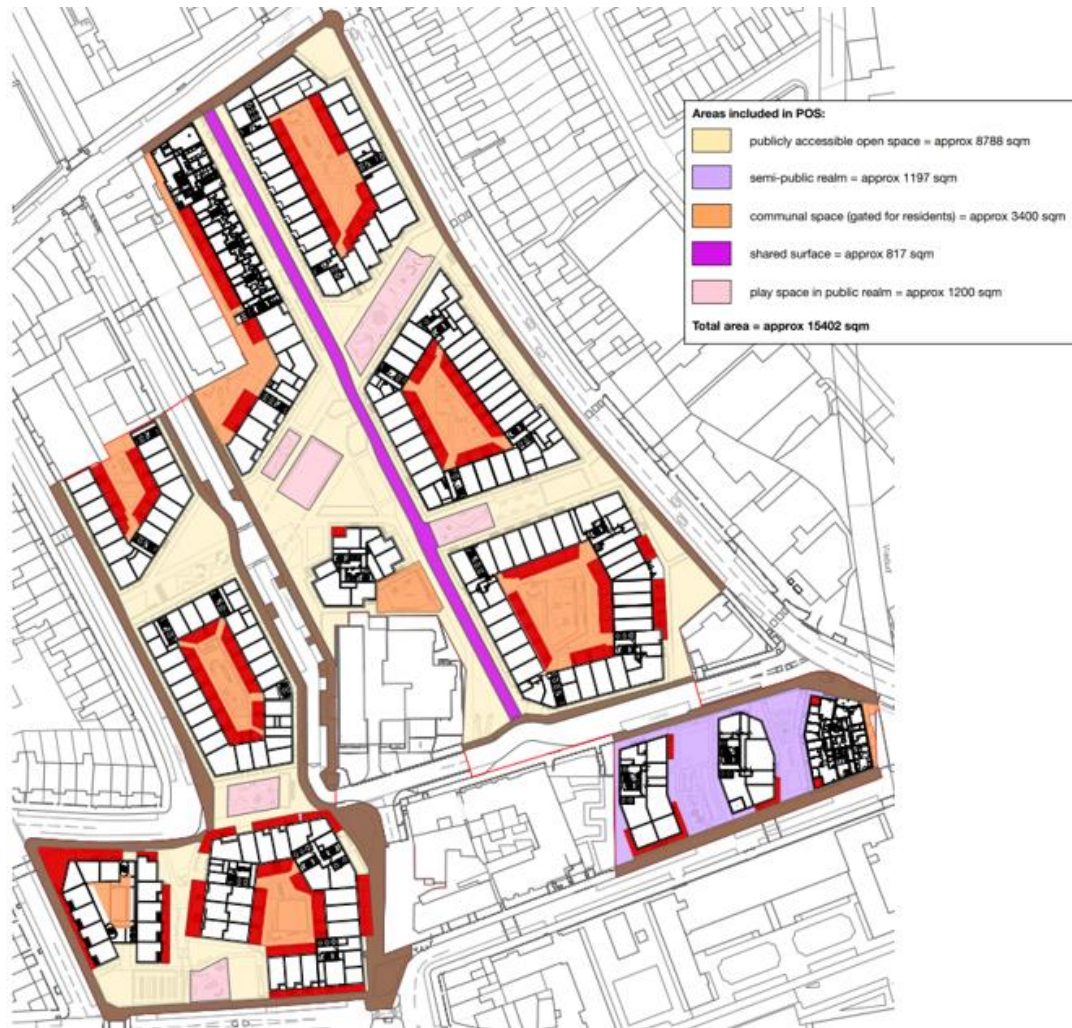 Areas included in POS:
publicly accessible open space = approx 8788 sqm
semi-public realm = approx 1197 sqm
communal space (gated for residents) = approx 3400 sqm
shared surface = approx 817 sqm
play space in public realm = approx 1200 sqm
Total area = approx 15402 sqm
Viaduct